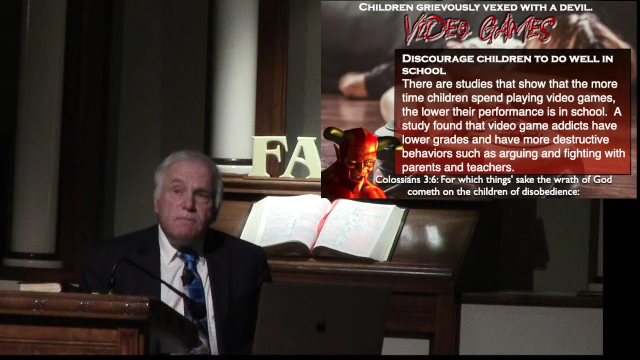 CHILDREN GRIEVOUSLY VEXED WITH A DEVIL.
VIDEO GAMES
DISCOURAGE CHILDREN TO DO WELL IN
SCHOOL
There are studies that show that the more
time children spend playing video games,
the lower their performance is in school. A
study found that video game addicts have
lower grades and have more destructive
behaviors such as arguing and fighting with
parents and teachers.
Colossians 3:6: For which things' sake the wrath of God
cometh on the children of disobedience:
FA